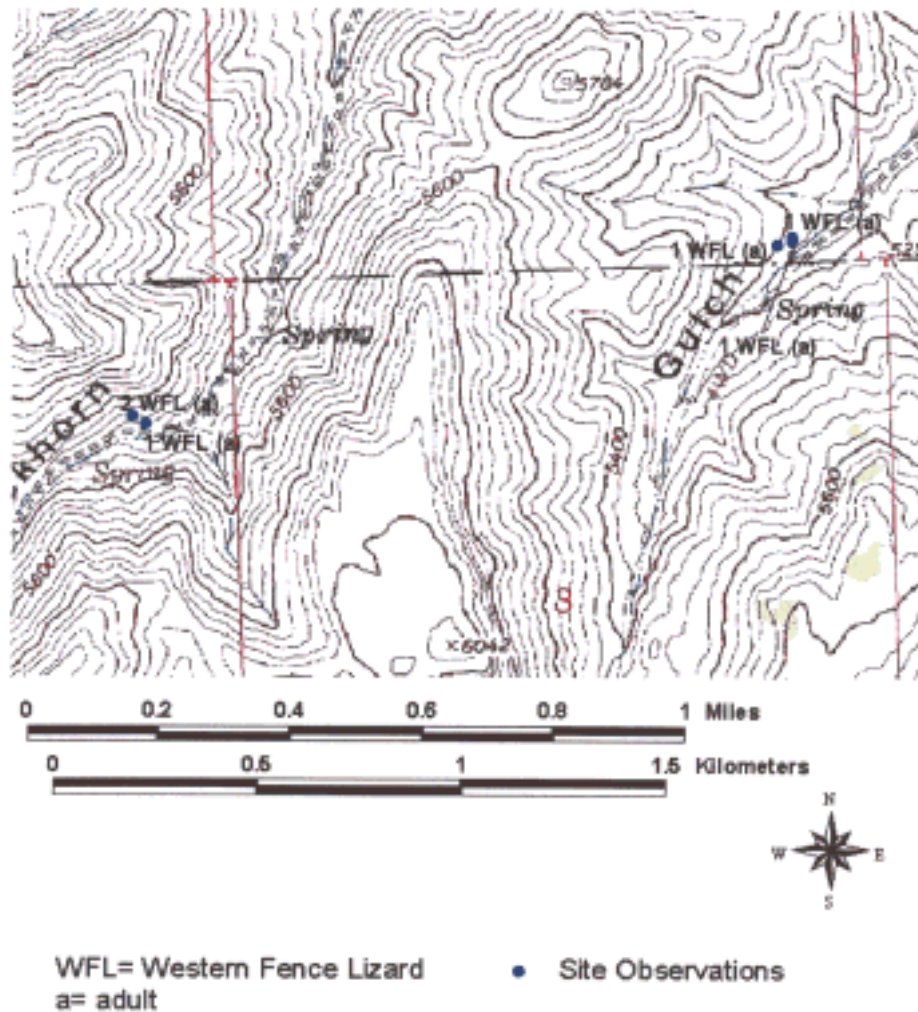 5704
5600
5600
1 WFL (a)
1 WFL (a)
Gulch
Spring
Spring
1 WFL (a)
5600
2 WFL (a)
1 WFL (a)
khorn
Spring
5400
5600
5600
3
×6042
0 0.2 0.4 0.6 0.8 1 Miles
0 0.5 1 1.5 Kilometers
N
W E
S
WFL= Western Fence Lizard
a= adult
Site Observations